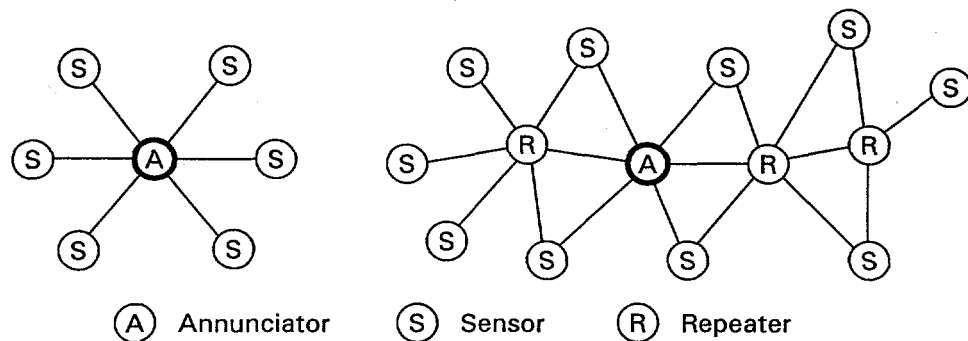 S S S S
S S
S R A R R
S A S
S
S S
S S S S
A Annunciator S Sensor R Repeater